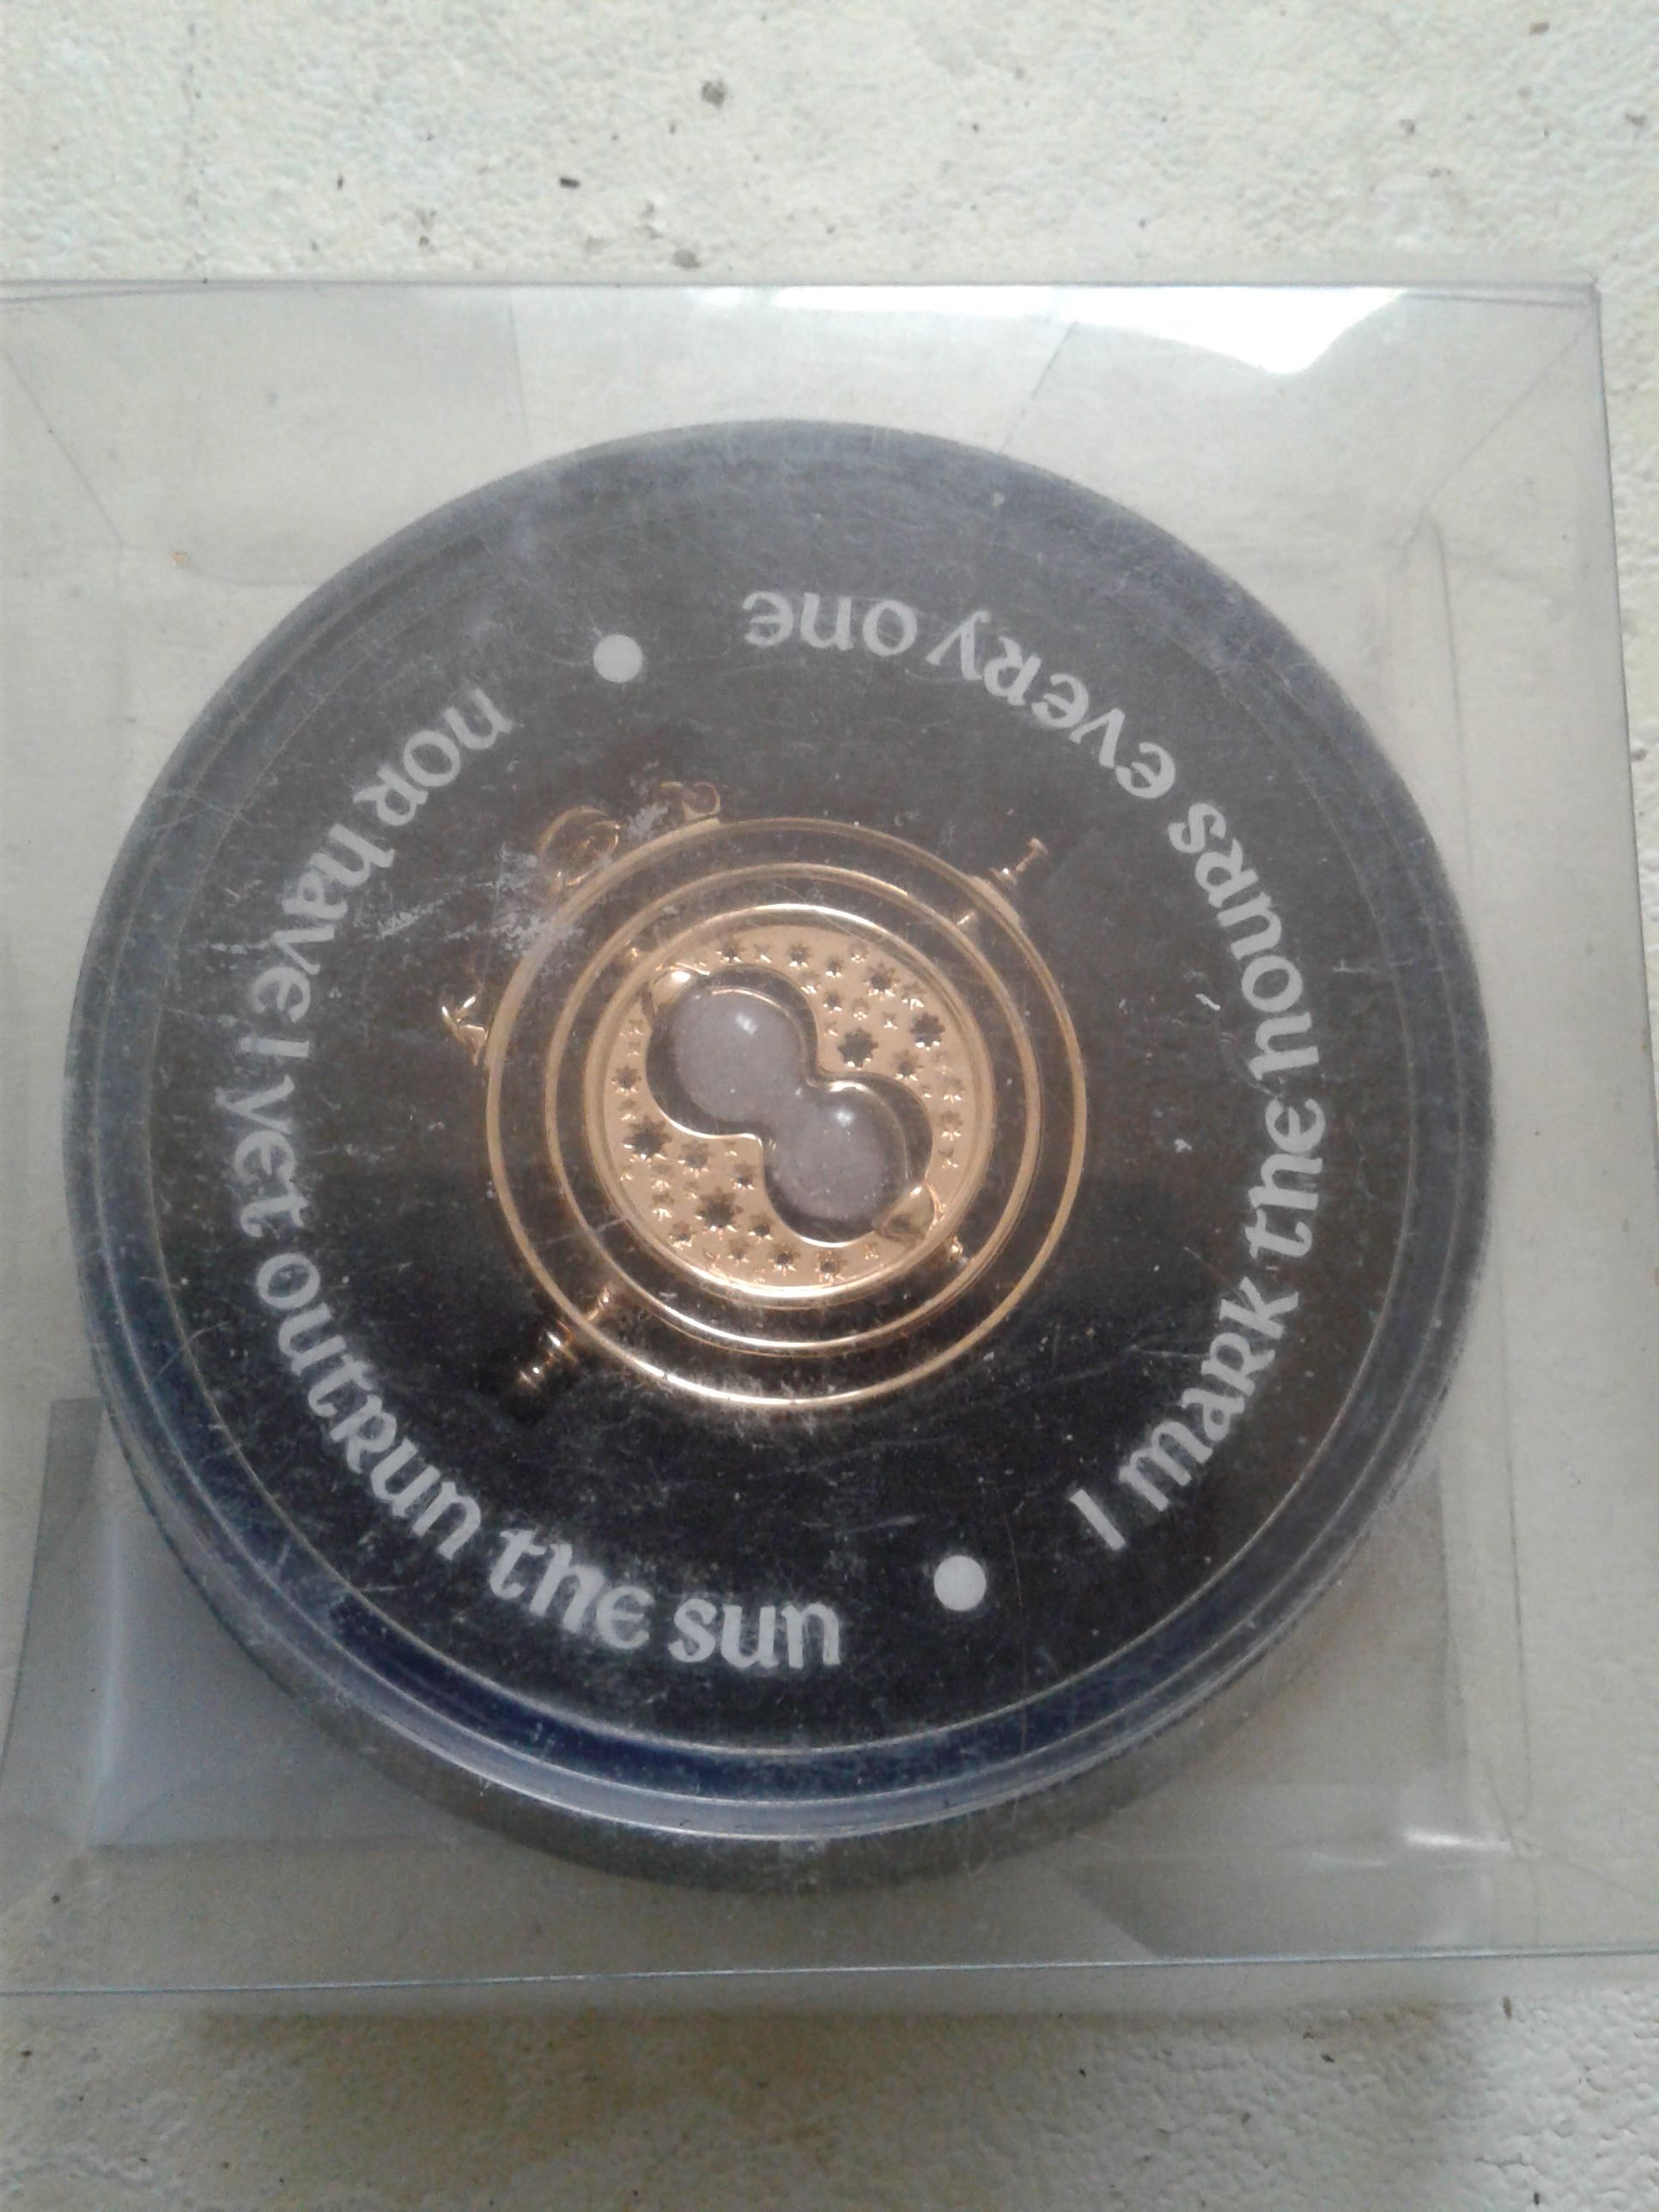 I mark the hours every one
nor have I yet outrun the sun